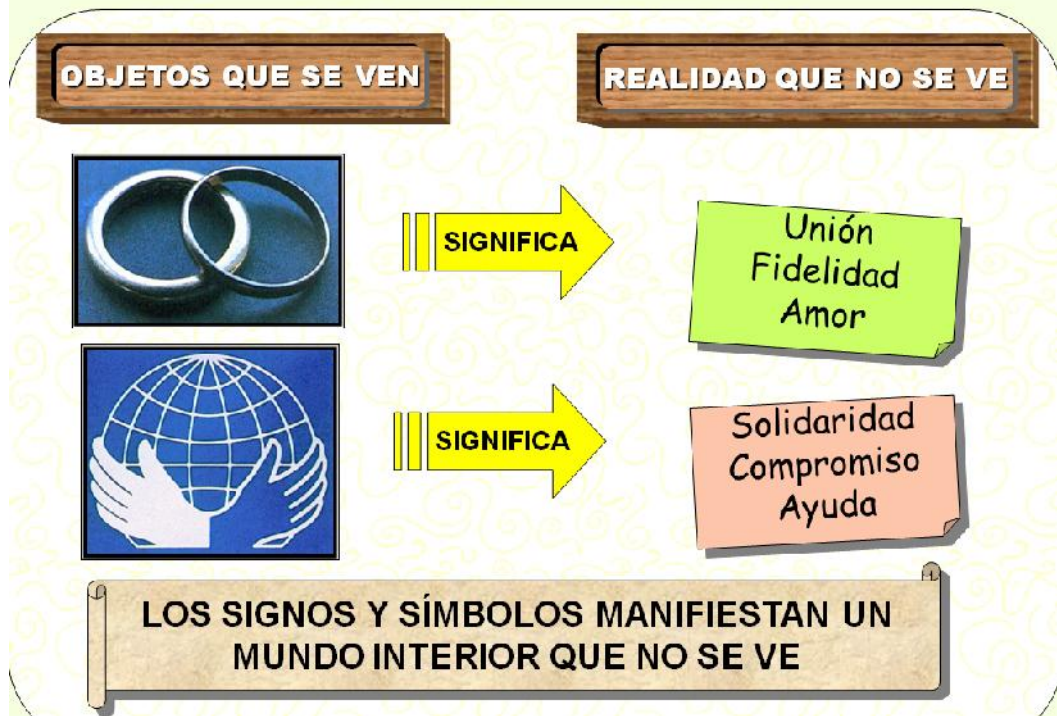 OBJETOS QUE SE VEN
REALIDAD QUE NO SE VE
SIGNIFICA
Unión
Fidelidad
Amor
SIGNIFICA
Solidaridad
Compromiso
Ayuda
LOS SIGNOS Y SÍMBOLOS MANIFIESTAN UN
MUNDO INTERIOR QUE NO SE VE